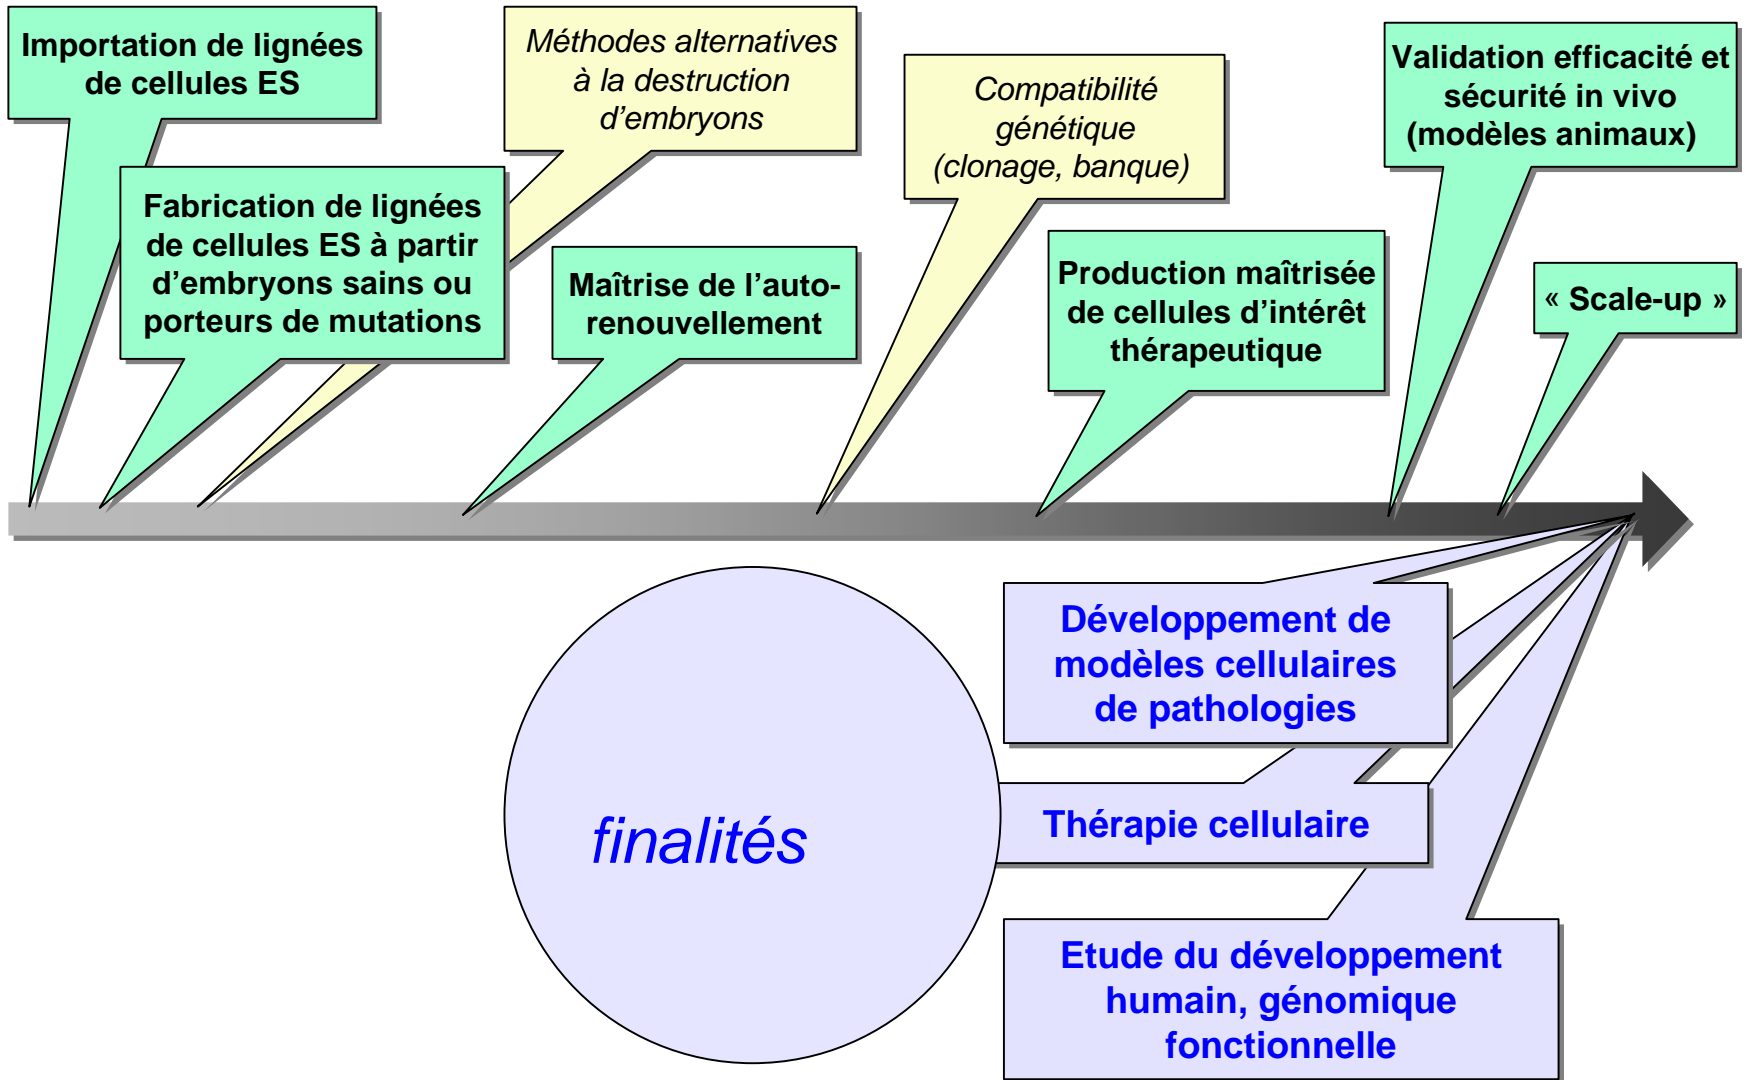 Importation de lignées
de cellules ES
Méthodes alternatives
à la destruction
d’embryons
Compatibilité
génétique
(clonage, banque)
Validation efficacité et
sécurité in vivo
(modèles animaux)
Fabrication de lignées
de cellules ES à partir
d’embryons sains ou
porteurs de mutations
Maîtrise de l’auto-
renouvellement
Production maîtrisée
de cellules d’intérêt
thérapeutique
« Scale-up »
finalités
Développement de
modèles cellulaires
de pathologies
Thérapie cellulaire
Etude du développement
humain, génomique
fonctionnelle